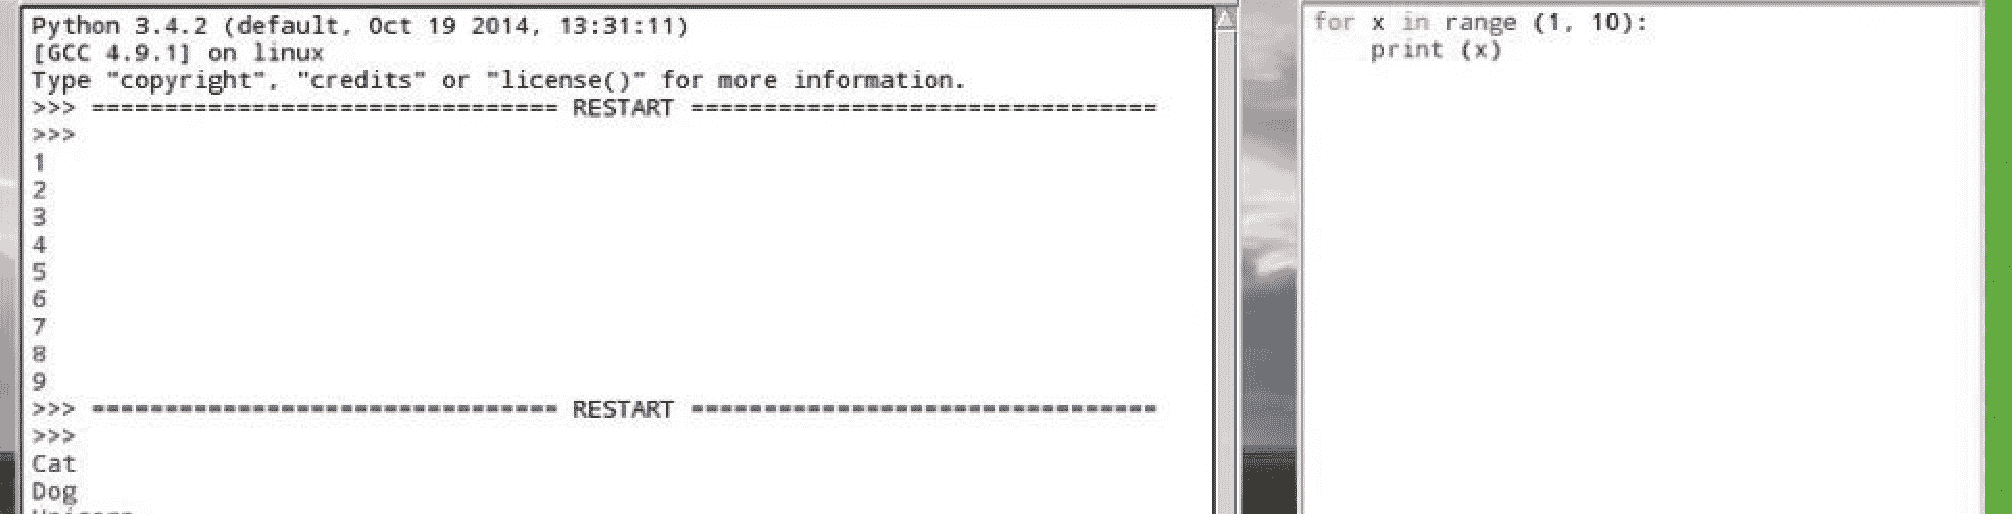 Python 3.4.2 (default, Oct 19 2014, 13:31:11)
[GCC 4.9.1] on linux
Type "copyright", "credits" or "license()" for more information.
>>> ================================ RESTART ================================
>>>
1
2
3
4
5
6
7
8
9
>>> ================================ RESTART ================================
>>>
Cat
Dog
for x in range (1, 10):
    print (x)